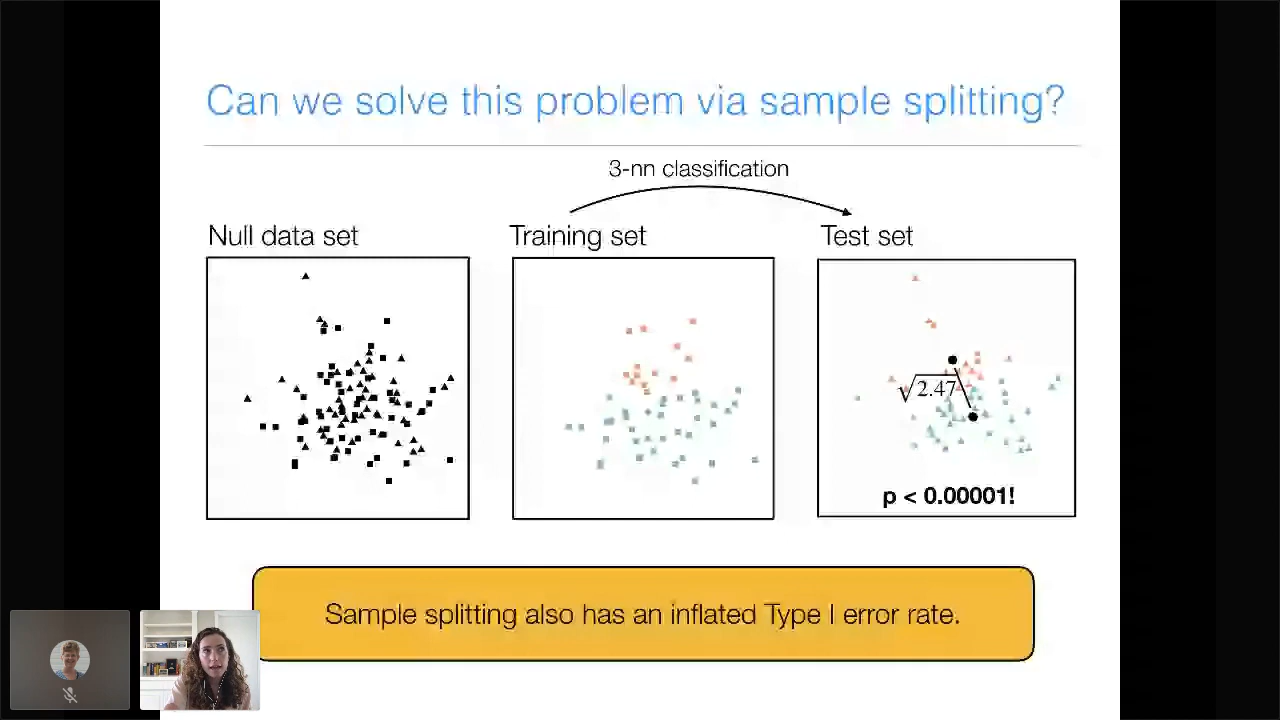 Can we solve this problem via sample splitting?
3-nn classification
Null data set
Training set
Test set
√2.47
p < 0.00001!
Sample splitting also has an inflated Type I error rate.